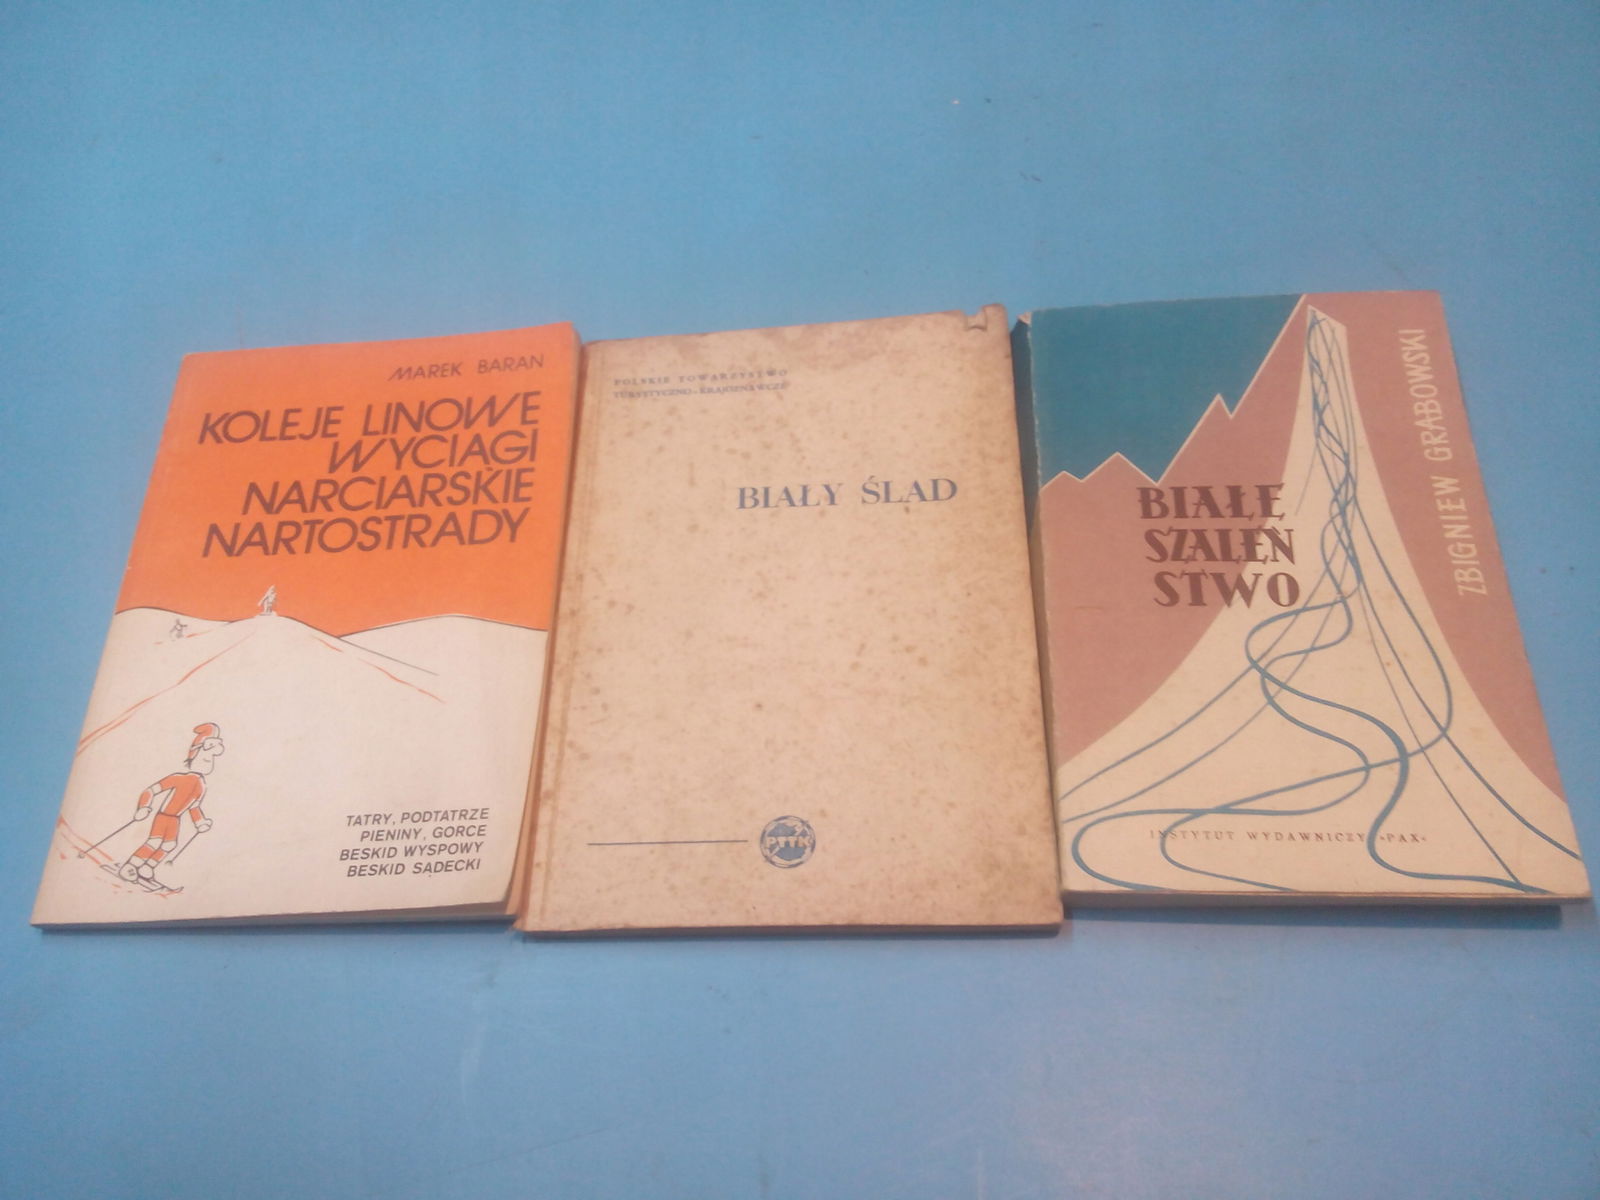 MAREK BARAN
KOLEJE LINOWE
WYCIĄGI
NARCIARSKIE
NARTOSTRADY
TATRY, PODTATRZE
PIENINY, GORCE
BESKID WYSPOWY
BESKID SĄDECKI
POLSKIE TOWARZYSTWO
TURYSTYCZNO-KRAJOZNAWCZE
BIAŁY ŚLAD
PTTK
ZBIGNIEW GRABOWSKI
BIAŁE
SZALEŃ
STWO
INSTYTUT WYDAWNICZY «PAX»